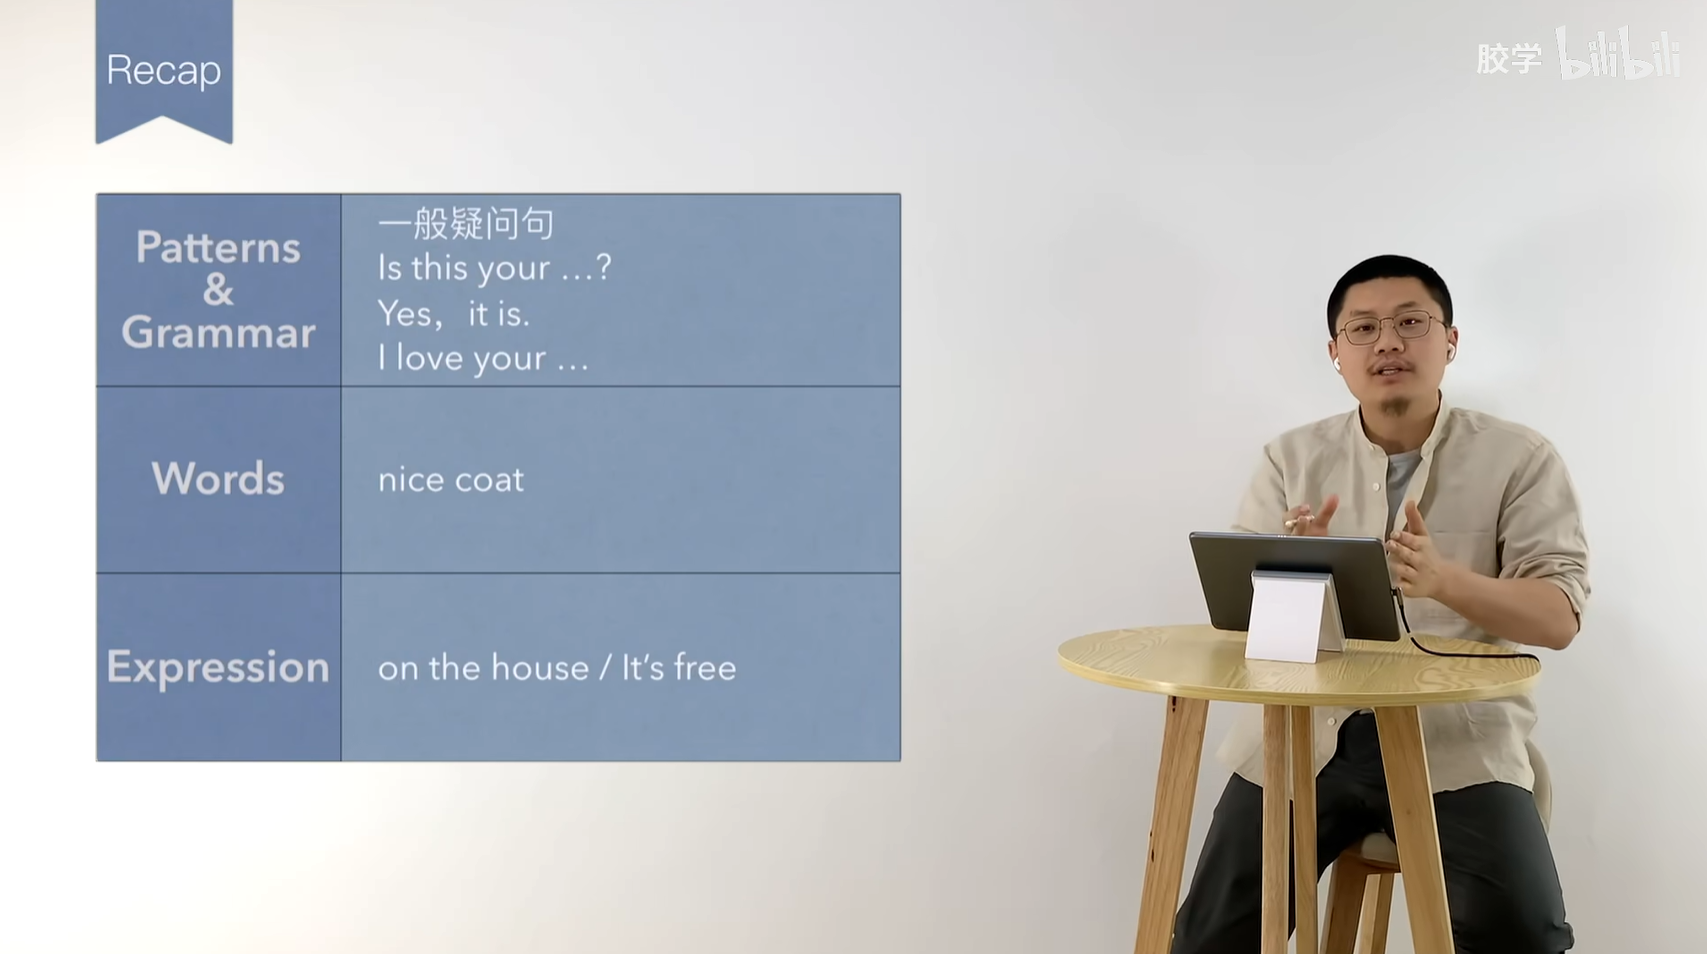 Recap
胶学 bilibili
Patterns
&
Grammar
一般疑问句
Is this your ...?
Yes, it is.
I love your ...
Words
nice coat
Expression
on the house / It's free